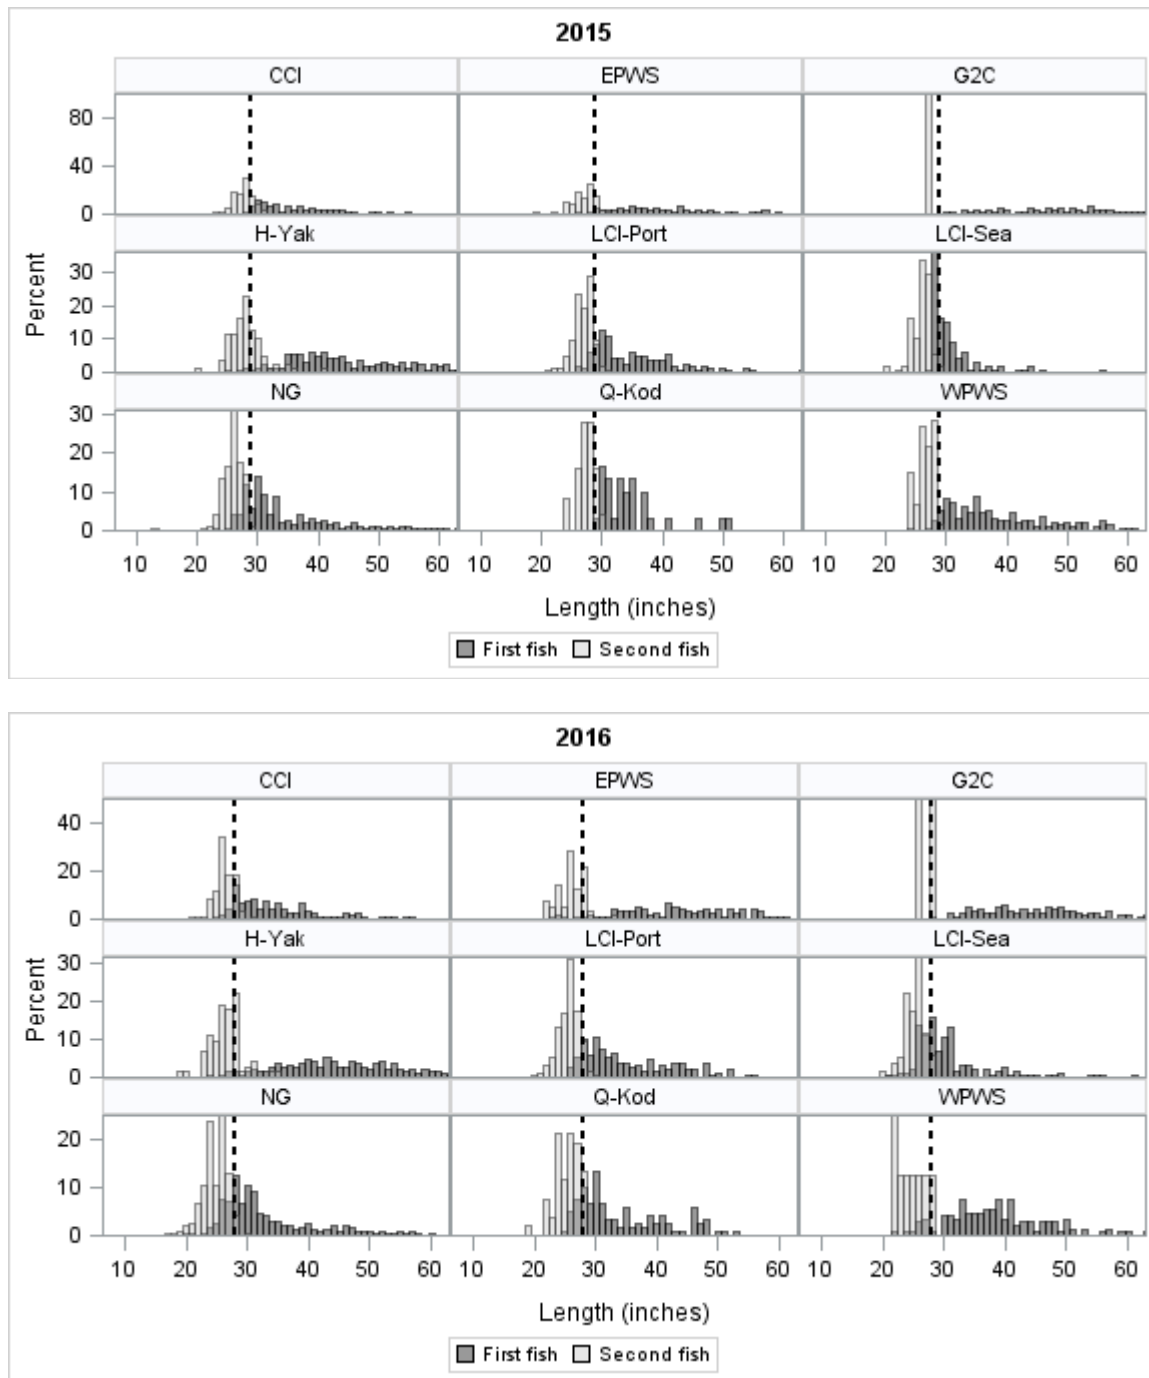 2015
CCI EPWS G2C
80
40
0
H-Yak LCI-Port LCI-Sea
30
20
10
0
NG Q-Kod WPWS
30
20
10
0
10 20 30 40 50 60 10 20 30 40 50 60 10 20 30 40 50 60
Percent
Length (inches)
First fish Second fish
2016
CCI EPWS G2C
40
20
0
H-Yak LCI-Port LCI-Sea
30
20
10
0
NG Q-Kod WPWS
20
10
0
10 20 30 40 50 60 10 20 30 40 50 60 10 20 30 40 50 60
Percent
Length (inches)
First fish Second fish